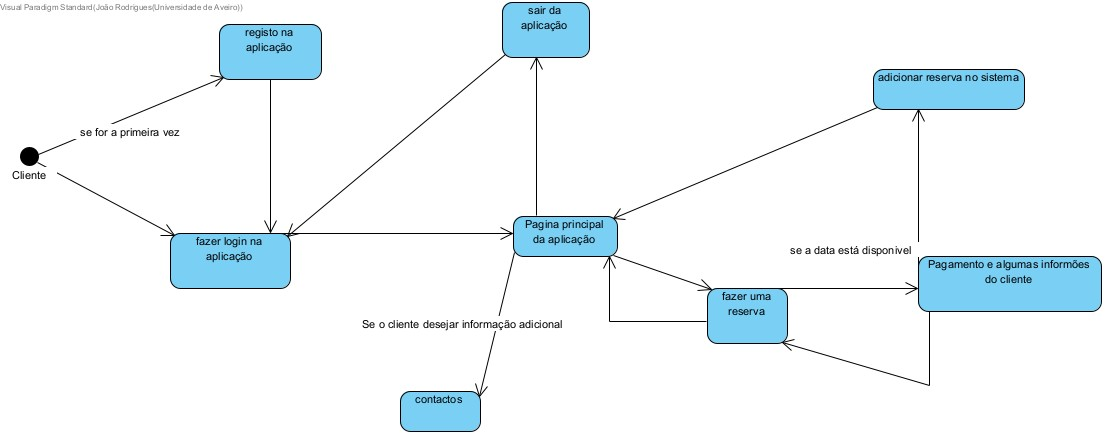 Visual Paradigm Standard(João Rodrigues(Universidade de Aveiro))
registo na
aplicação
sair da
aplicação
adicionar reserva no sistema
se for a primeira vez
Cliente
fazer login na
aplicação
Pagina principal
da aplicação
se a data está disponivel
Pagamento e algumas informões
do cliente
fazer uma
reserva
Se o cliente desejar informação adicional
contactos